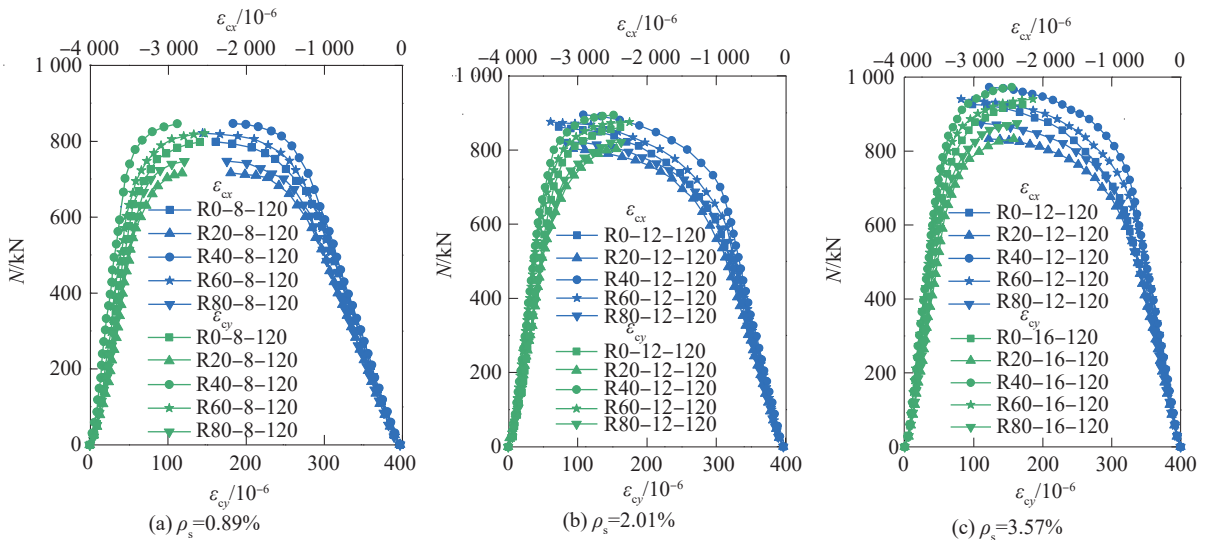 ε_cx/10⁻⁶
−4 000 −3 000 −2 000 −1 000 0
1 000
800
600
400
200
0
N/kN
ε_cx
R0−8−120
R20−8−120
R40−8−120
R60−8−120
R80−8−120
ε_cy
R0−8−120
R20−8−120
R40−8−120
R60−8−120
R80−8−120
0 100 200 300 400
ε_cy/10⁻⁶
(a) ρ_s=0.89%
ε_cx/10⁻⁶
−4 000 −3 000 −2 000 −1 000 0
1 000
800
600
400
200
0
N/kN
ε_cx
R0−12−120
R20−12−120
R40−12−120
R60−12−120
R80−12−120
ε_cy
R0−12−120
R20−12−120
R40−12−120
R60−12−120
R80−12−120
0 100 200 300 400
ε_cy/10⁻⁶
(b) ρ_s=2.01%
ε_cx/10⁻⁶
−4 000 −3 000 −2 000 −1 000 0
1 000
800
600
400
200
0
N/kN
ε_cx
R0−12−120
R20−12−120
R40−12−120
R60−12−120
R80−12−120
ε_cy
R0−16−120
R20−16−120
R40−16−120
R60−16−120
R80−16−120
0 100 200 300 400
ε_cy/10⁻⁶
(c) ρ_s=3.57%